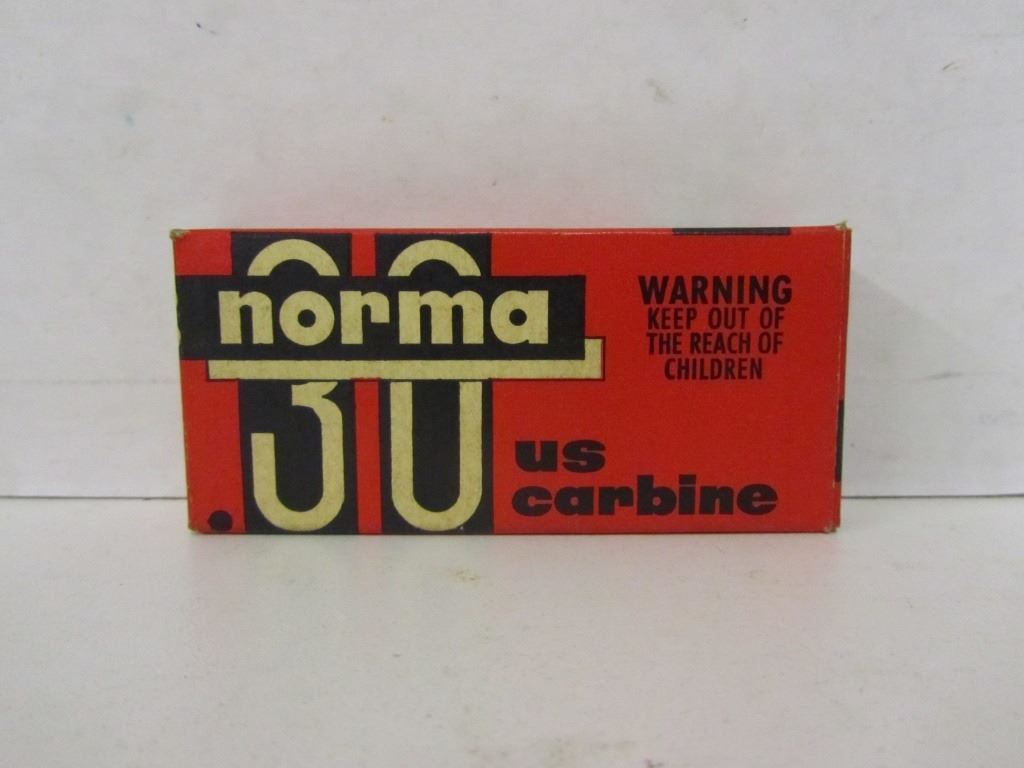 norma
.30
us
carbine
WARNING
KEEP OUT OF
THE REACH OF
CHILDREN